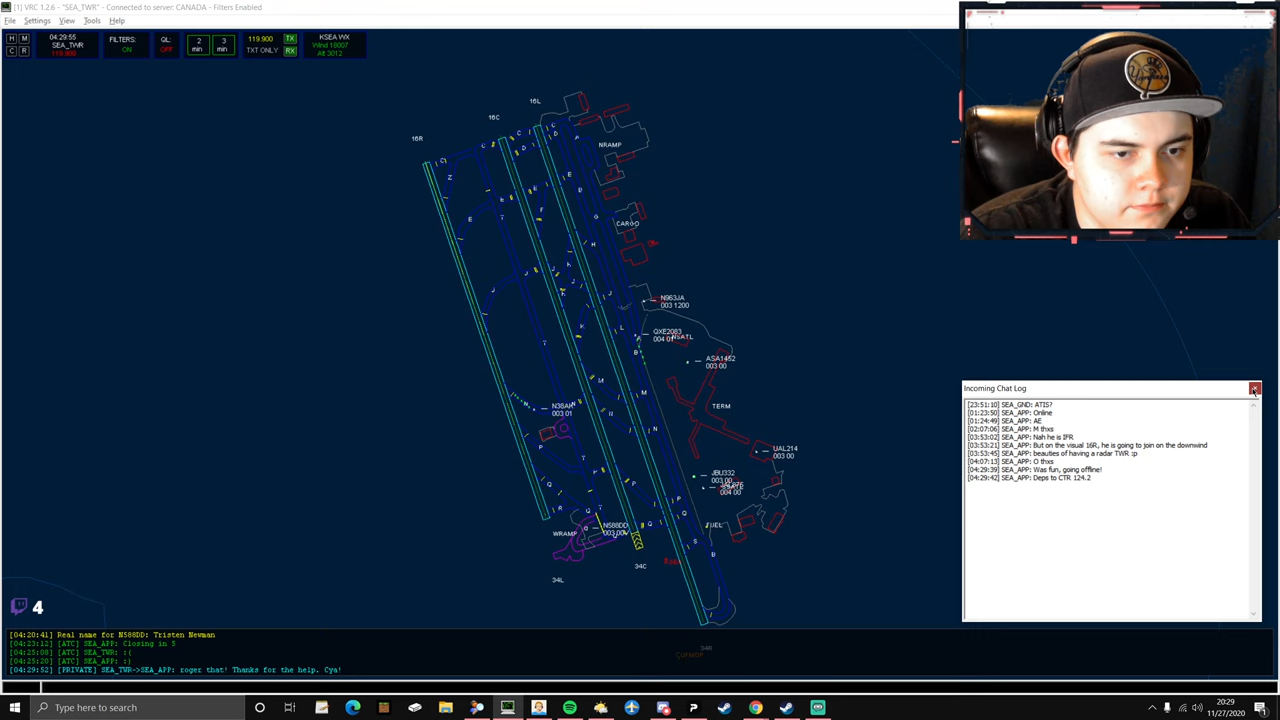 [1] VRC 1.2.6 - "SEA_TWR" - Connected to server: CANADA - Filters Enabled
File Settings View Tools Help
H M
C R
04:29:55
SEA_TWR
119.900
FILTERS:
ON
QL:
OFF
2
min
3
min
119.900 TX
TXT ONLY RX
KSEA WX
Wind 18007
Alt 3012
16L
16C
16R
NRAMP
CARGO
N963JA
003 1200
QXE2083
004 01
NSATL
ASA1452
003 00
003 01
TERM
UAL214
003 00
JBU332
003 00
004 00
WRAMP
N588DD
003 00
34C
34L
34R
Incoming Chat Log
[23:51:10] SEA_GND: ATIS?
[01:23:50] SEA_APP: Online
[01:24:49] SEA_APP: AE
[02:07:06] SEA_APP: M thxs
[03:53:02] SEA_APP: Nah he is IFR
[03:53:21] SEA_APP: But on the visual 16R, he is going to join on the downwind
[03:53:45] SEA_APP: beauties of having a radar TWR :p
[04:07:13] SEA_APP: O thxs
[04:29:39] SEA_APP: Was fun, going offline!
[04:29:42] SEA_APP: Deps to CTR 124.2
4
[04:20:41] Real name for N588DD: Tristen Newman
[04:23:12] [ATC] SEA_APP: Closing in 5
[04:25:08] [ATC] SEA_TWR: :(
[04:25:20] [ATC] SEA_APP: :)
[04:29:52] [PRIVATE] SEA_TWR->SEA_APP: roger that! Thanks for the help. Cya!
Type here to search
20:29
11/27/2020